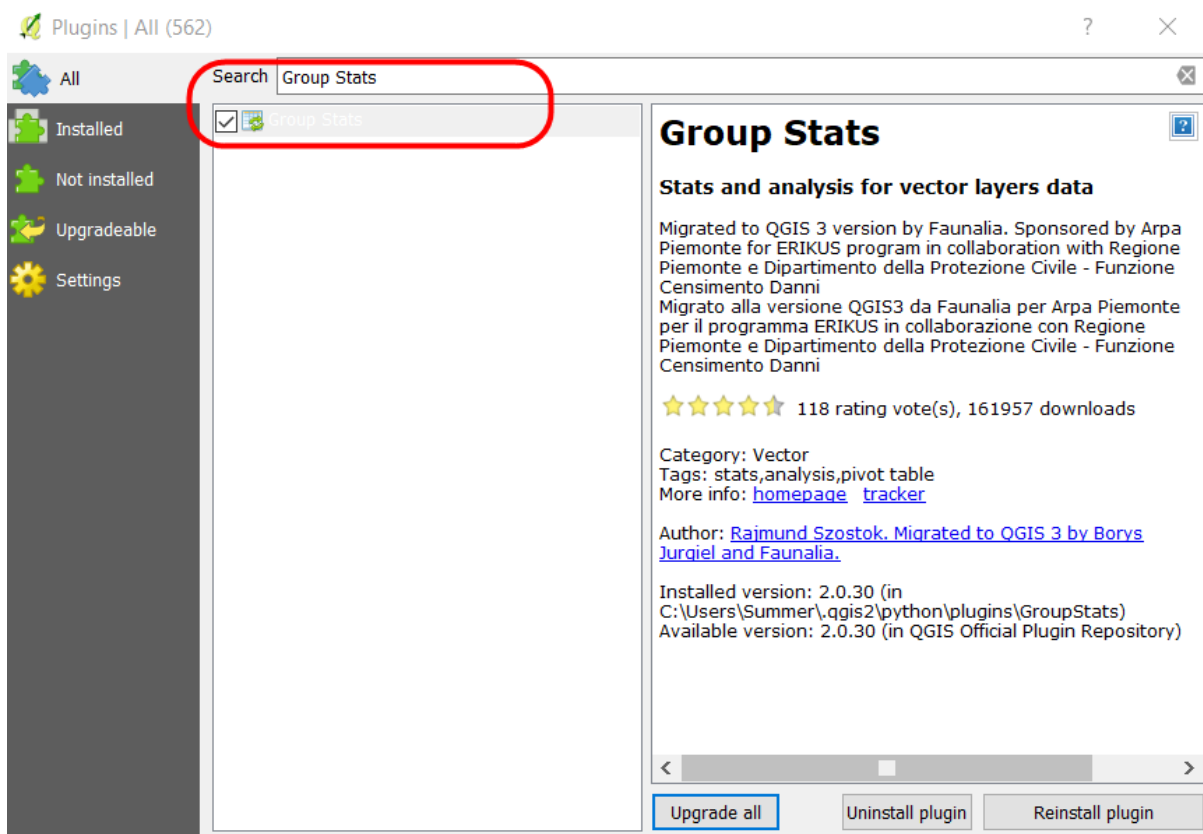 Plugins | All (562)
?
All
Installed
Not installed
Upgradeable
Settings
Search Group Stats
Group Stats
Group Stats
?
Stats and analysis for vector layers data
Migrated to QGIS 3 version by Faunalia. Sponsored by Arpa
Piemonte for ERIKUS program in collaboration with Regione
Piemonte e Dipartimento della Protezione Civile - Funzione
Censimento Danni
Migrato alla versione QGIS3 da Faunalia per Arpa Piemonte
per il programma ERIKUS in collaborazione con Regione
Piemonte e Dipartimento della Protezione Civile - Funzione
Censimento Danni
118 rating vote(s), 161957 downloads
Category: Vector
Tags: stats,analysis,pivot table
More info: homepage tracker
Author: Rajmund Szostok. Migrated to QGIS 3 by Borys
Jurgiel and Faunalia.
Installed version: 2.0.30 (in
C:\Users\Summer\.qgis2\python\plugins\GroupStats)
Available version: 2.0.30 (in QGIS Official Plugin Repository)
Upgrade all Uninstall plugin Reinstall plugin